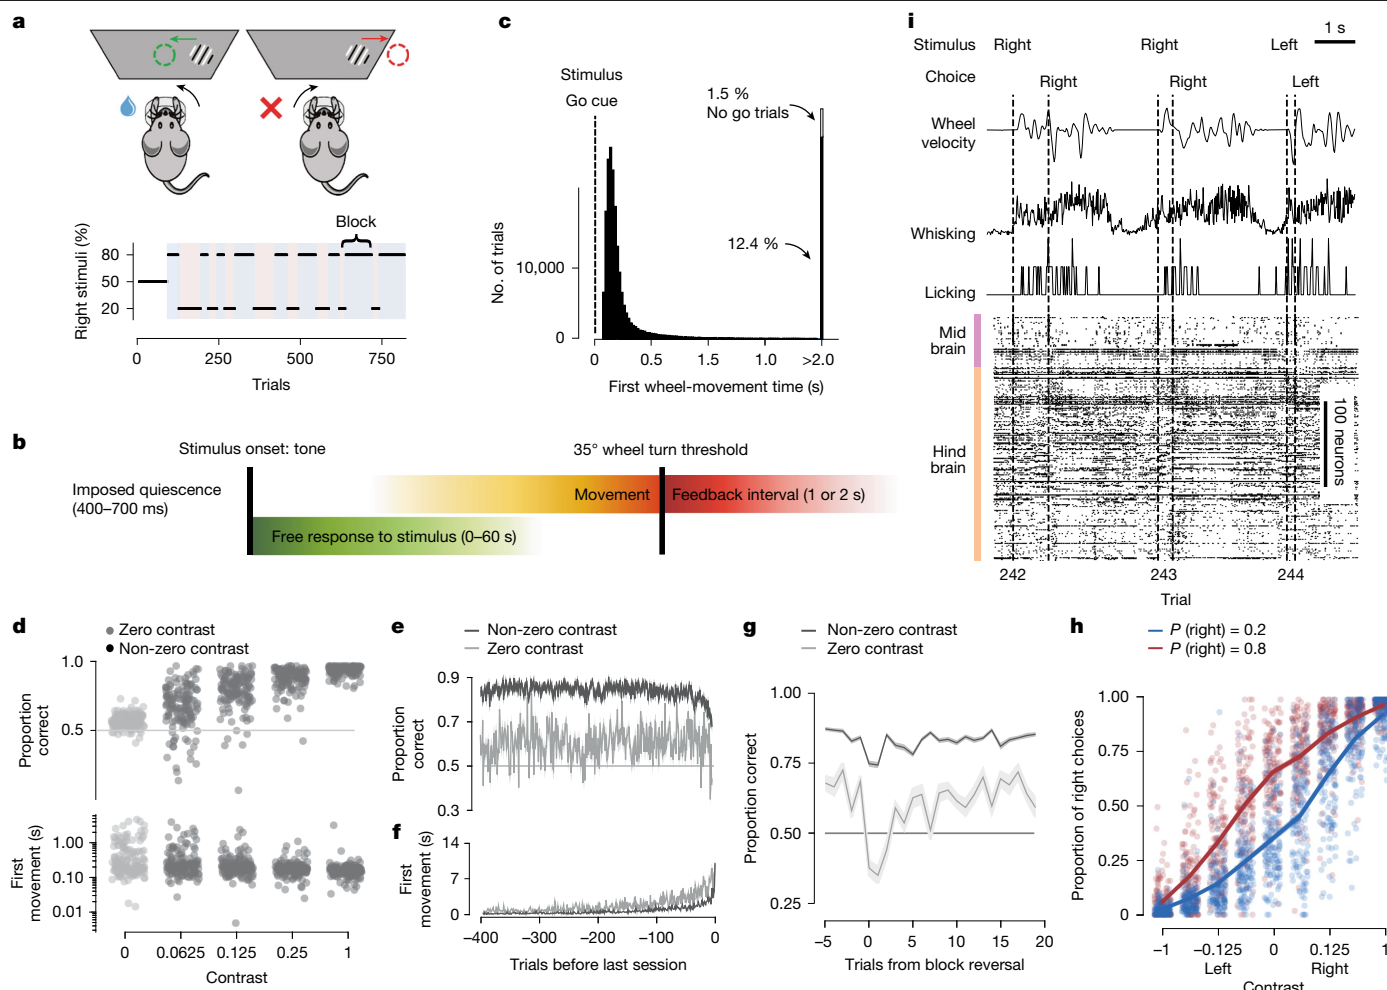 a
Block
Right stimuli (%)
80
50
20
0
250
500
750
Trials
c
Stimulus
Go cue
1.5 %
No go trials
12.4 %
No. of trials
10,000
0
0
0.5
1.5
1.0
>2.0
First wheel-movement time (s)
i
1 s
Stimulus
Right
Right
Left
Choice
Right
Right
Left
Wheel
velocity
Whisking
Licking
Mid
brain
Hind
brain
100 neurons
242
243
244
Trial
b
Stimulus onset: tone
35° wheel turn threshold
Imposed quiescence
(400–700 ms)
Movement
Feedback interval (1 or 2 s)
Free response to stimulus (0–60 s)
d
Zero contrast
Non-zero contrast
Proportion
correct
1.0
0.5
First
movement (s)
1.00
0.10
0.01
0
0.0625
0.125
0.25
1
Contrast
e
Non-zero contrast
Zero contrast
Proportion
correct
0.9
0.7
0.5
0.3
f
First
movement (s)
14
7
0
−400
−300
−200
−100
0
Trials before last session
g
Non-zero contrast
Zero contrast
Proportion correct
1.00
0.75
0.50
0.25
−5
0
5
10
15
20
Trials from block reversal
h
P (right) = 0.2
P (right) = 0.8
Proportion of right choices
1.00
0.75
0.50
0.25
0
−1
−0.125
0
0.125
1
Left
Right
Contrast